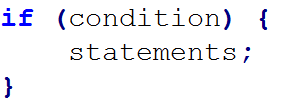 if (condition) {
    statements;
}